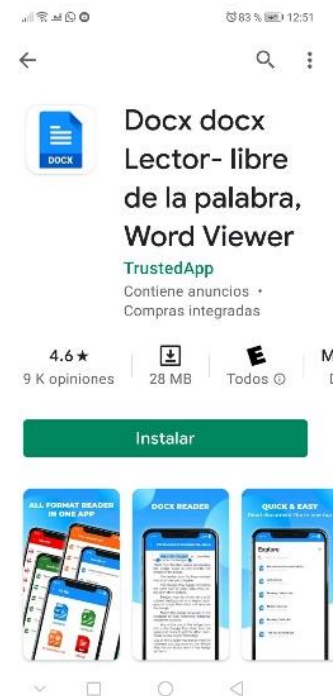 83 % 12:51
DOCX
Docx docx
Lector- libre
de la palabra,
Word Viewer
TrustedApp
Contiene anuncios •
Compras integradas
4.6★
9 K opiniones
28 MB
E
Todos
M
Instalar
ALL FORMAT READER
IN ONE APP
DOCX READER
QUICK & EASY
Explore